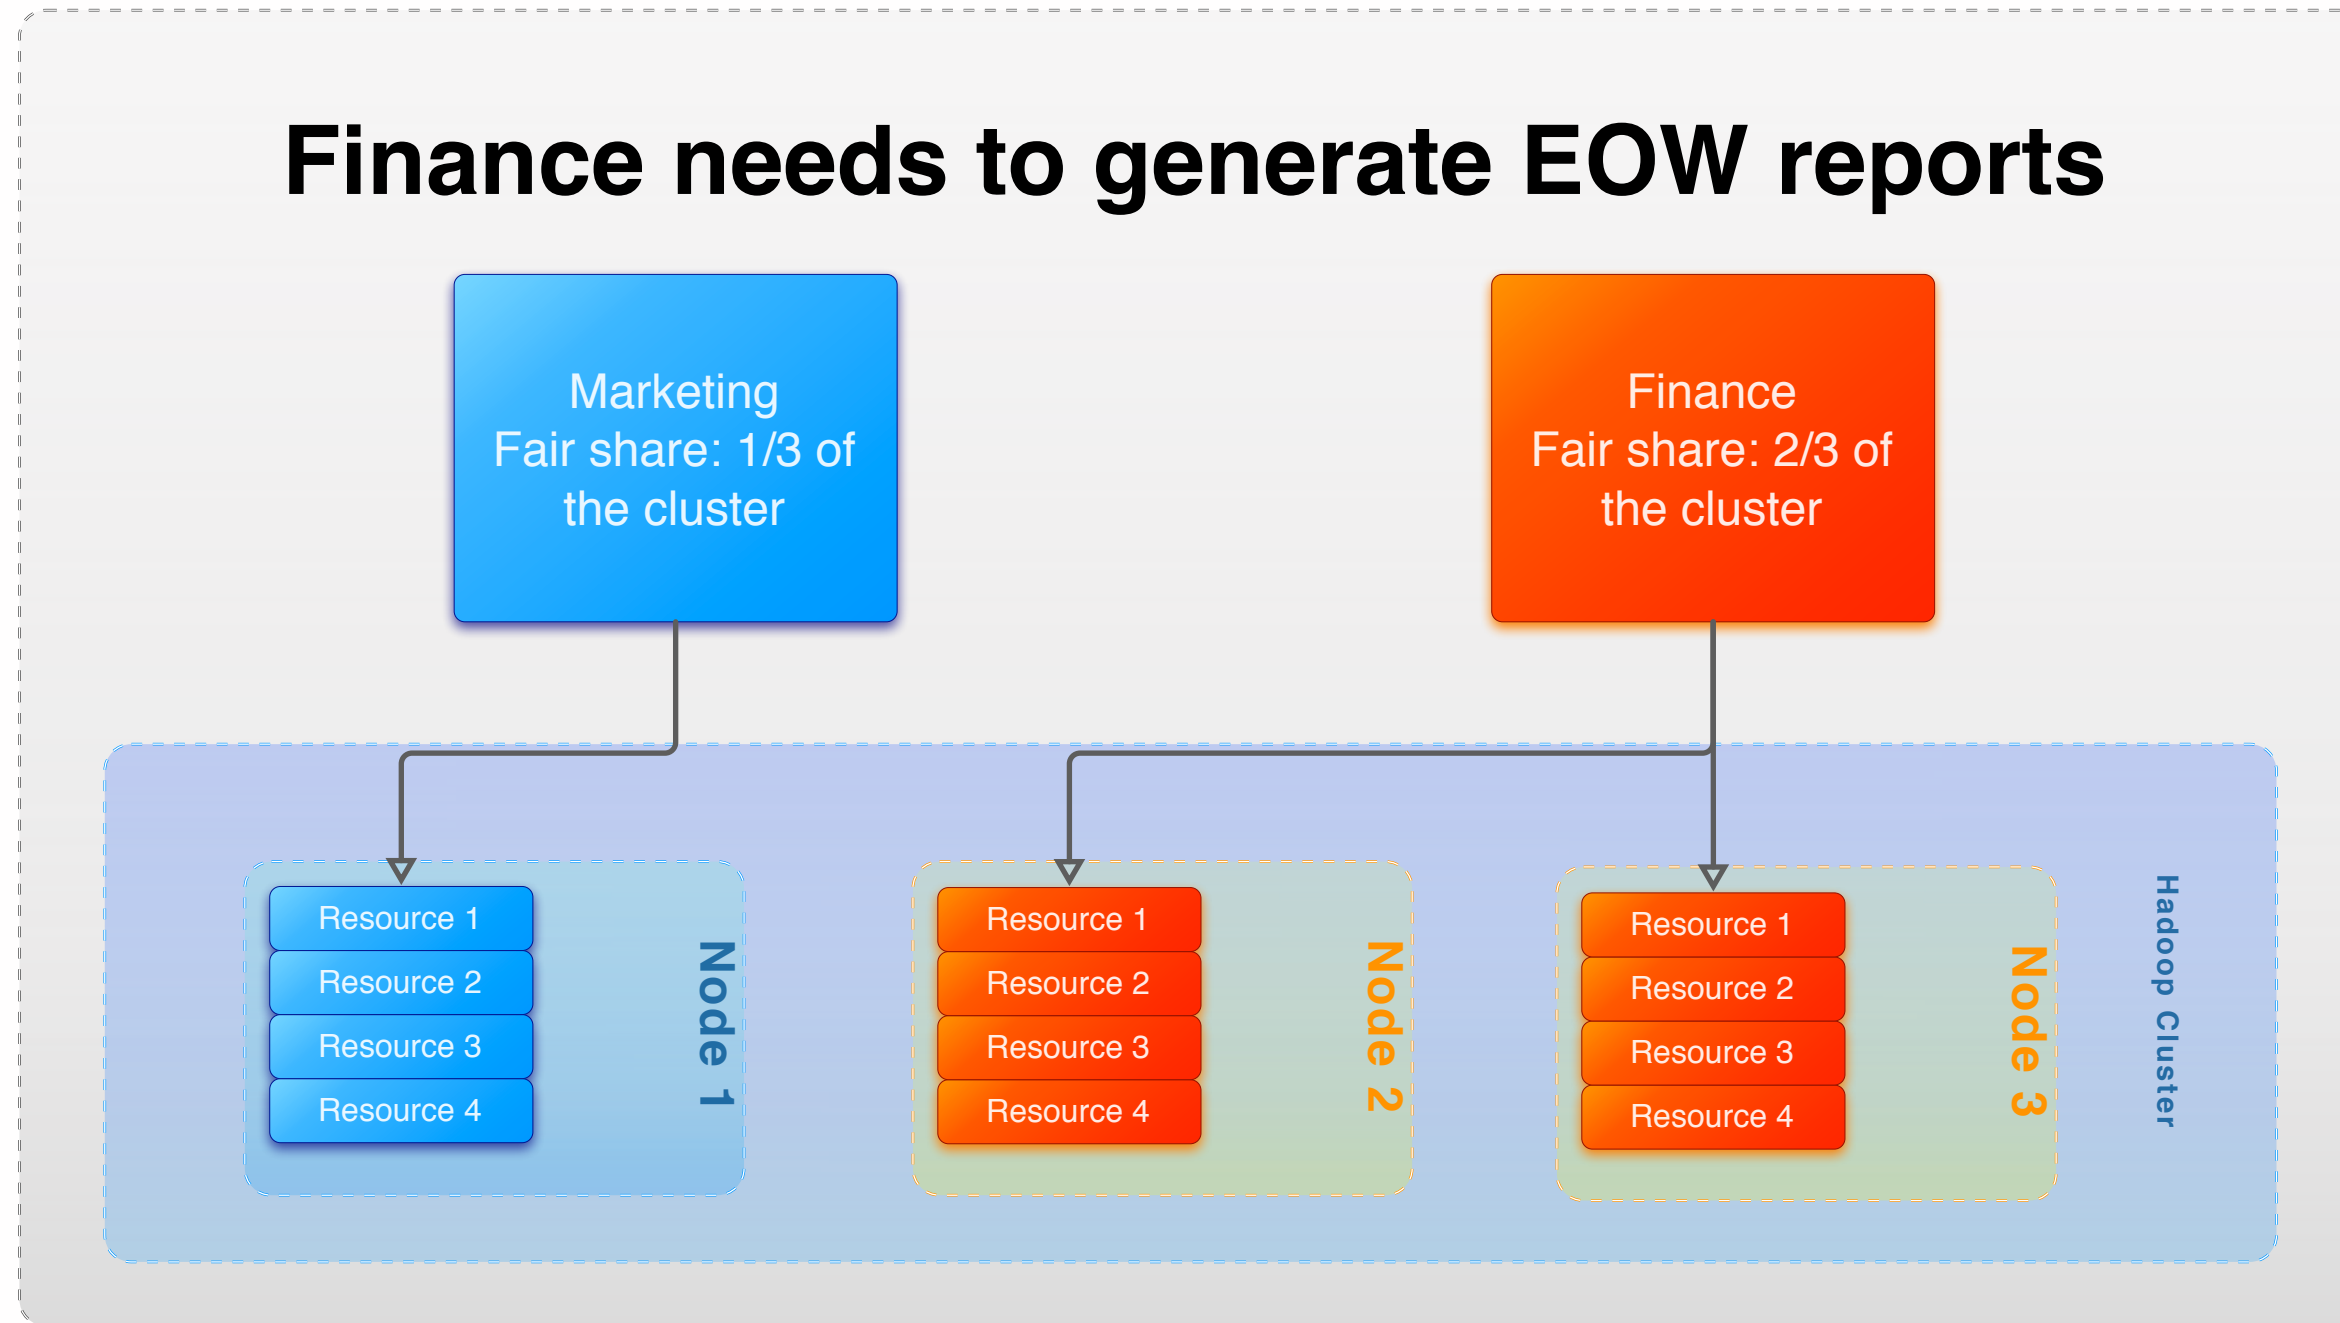 Finance needs to generate EOW reports
Marketing
Fair share: 1/3 of
the cluster
Finance
Fair share: 2/3 of
the cluster
Resource 1
Resource 2
Resource 3
Resource 4
Node 1
Resource 1
Resource 2
Resource 3
Resource 4
Node 2
Resource 1
Resource 2
Resource 3
Resource 4
Node 3
Hadoop Cluster